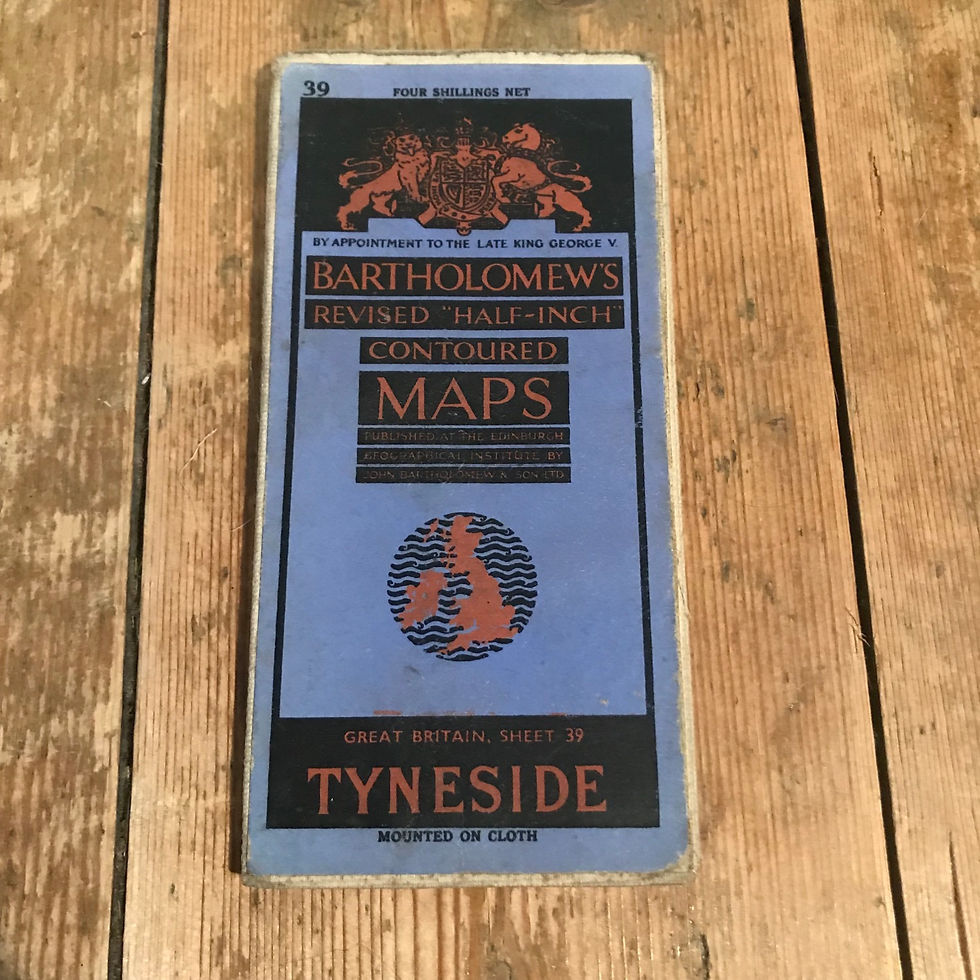 39
FOUR SHILLINGS NET
BY APPOINTMENT TO THE LATE KING GEORGE V.
BARTHOLOMEW'S
REVISED "HALF-INCH"
CONTOURED
MAPS
PUBLISHED AT THE EDINBURGH
GEOGRAPHICAL INSTITUTE BY
JOHN BARTHOLOMEW & SON LTD
GREAT BRITAIN, SHEET 39
TYNESIDE
MOUNTED ON CLOTH